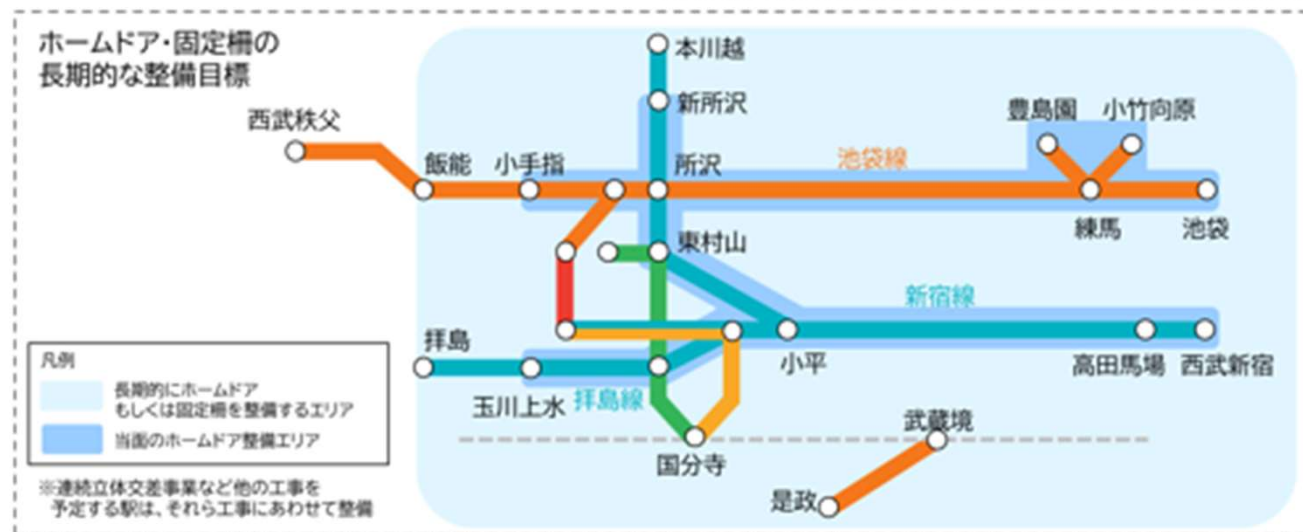 ホームドア・固定柵の
長期的な整備目標
本川越
新所沢
西武秩父
飯能
小手指
所沢
池袋線
豊島園
小竹向原
練馬
池袋
東村山
新宿線
拝島
玉川上水
拝島線
小平
高田馬場
西武新宿
国分寺
武蔵境
是政
凡例
長期的にホームドア
もしくは固定柵を整備するエリア
当面のホームドア整備エリア
※連続立体交差事業など他の工事を
予定する駅は、それら工事にあわせて整備